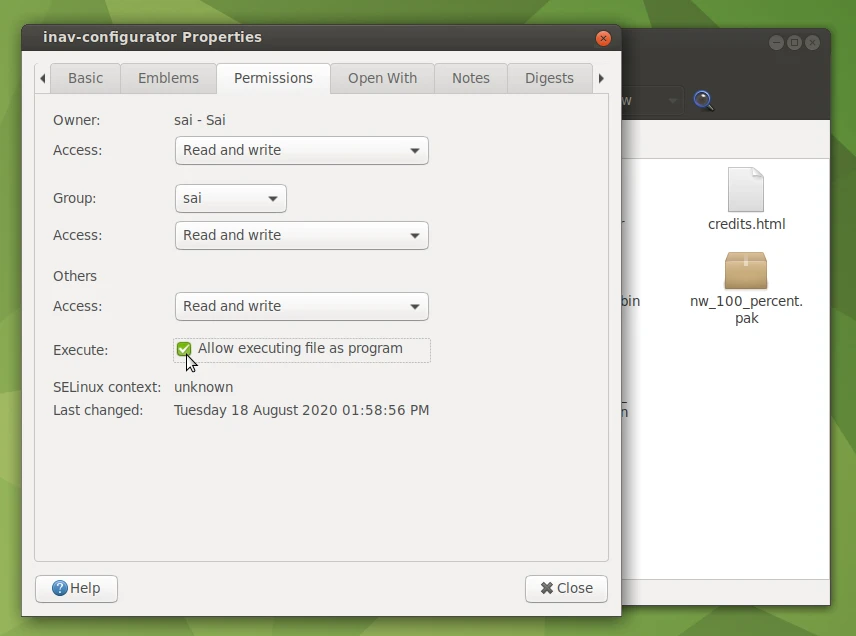 inav-configurator Properties
Basic Emblems Permissions Open With Notes Digests
Owner: sai - Sai
Access: Read and write
Group: sai
Access: Read and write
Others
Access: Read and write
Execute: Allow executing file as program
SELinux context: unknown
Last changed: Tuesday 18 August 2020 01:58:56 PM
Help Close
w
credits.html
bin
nw_100_percent.
pak
n